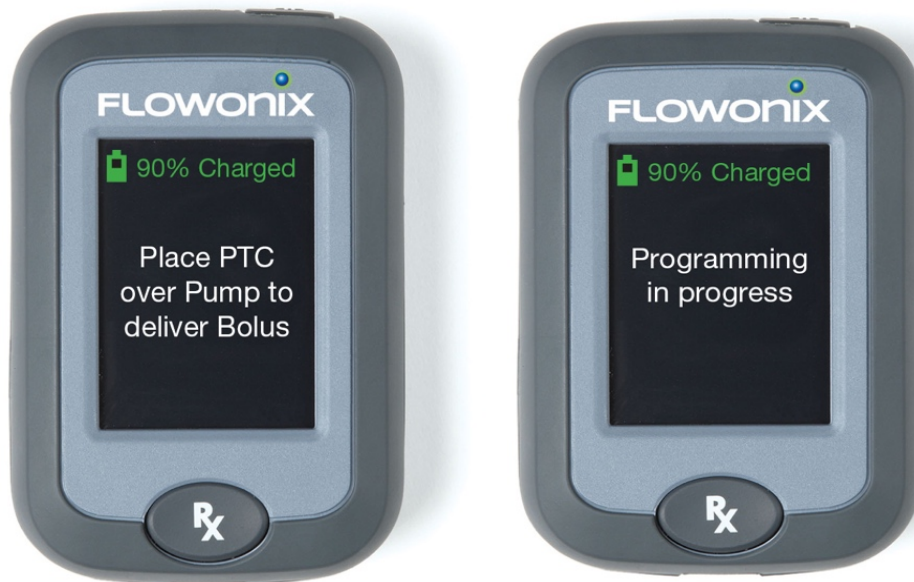 FLOWONIX
90% Charged
Place PTC
over Pump to
deliver Bolus
Rx
FLOWONIX
90% Charged
Programming
in progress
Rx